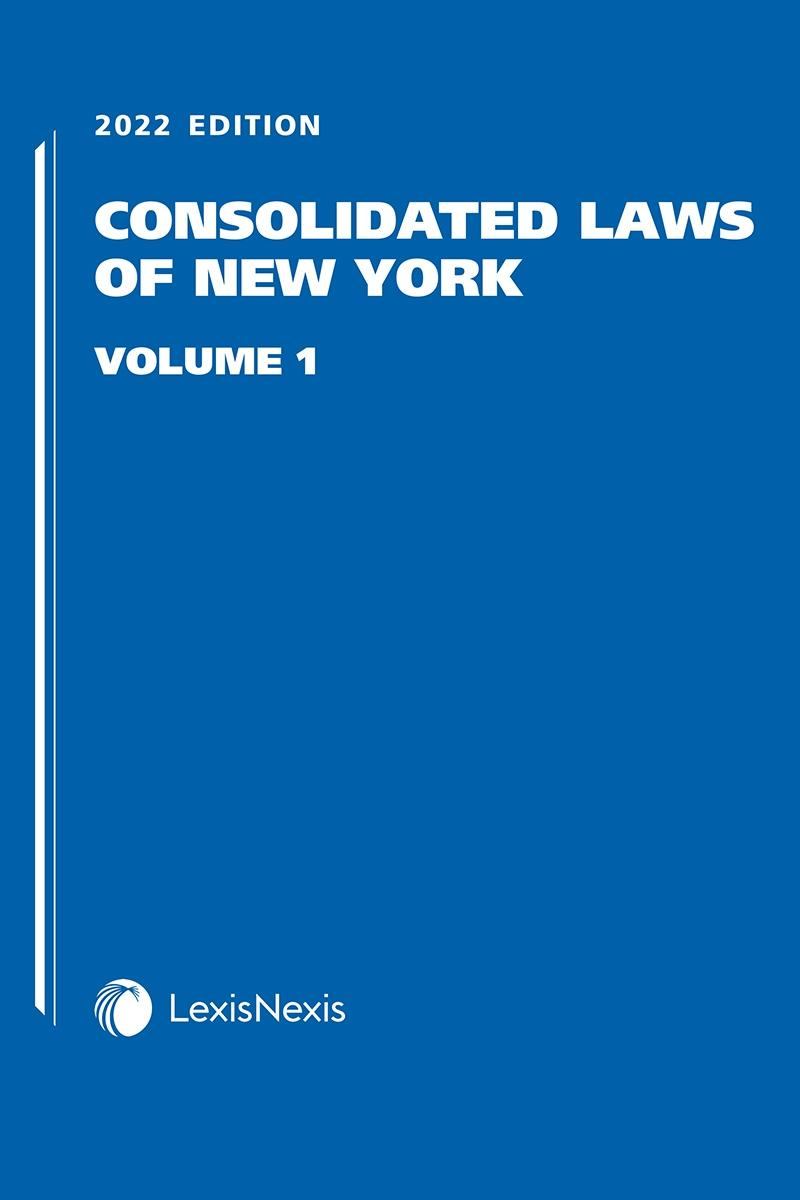 2022 EDITION
CONSOLIDATED LAWS
OF NEW YORK
VOLUME 1
LexisNexis